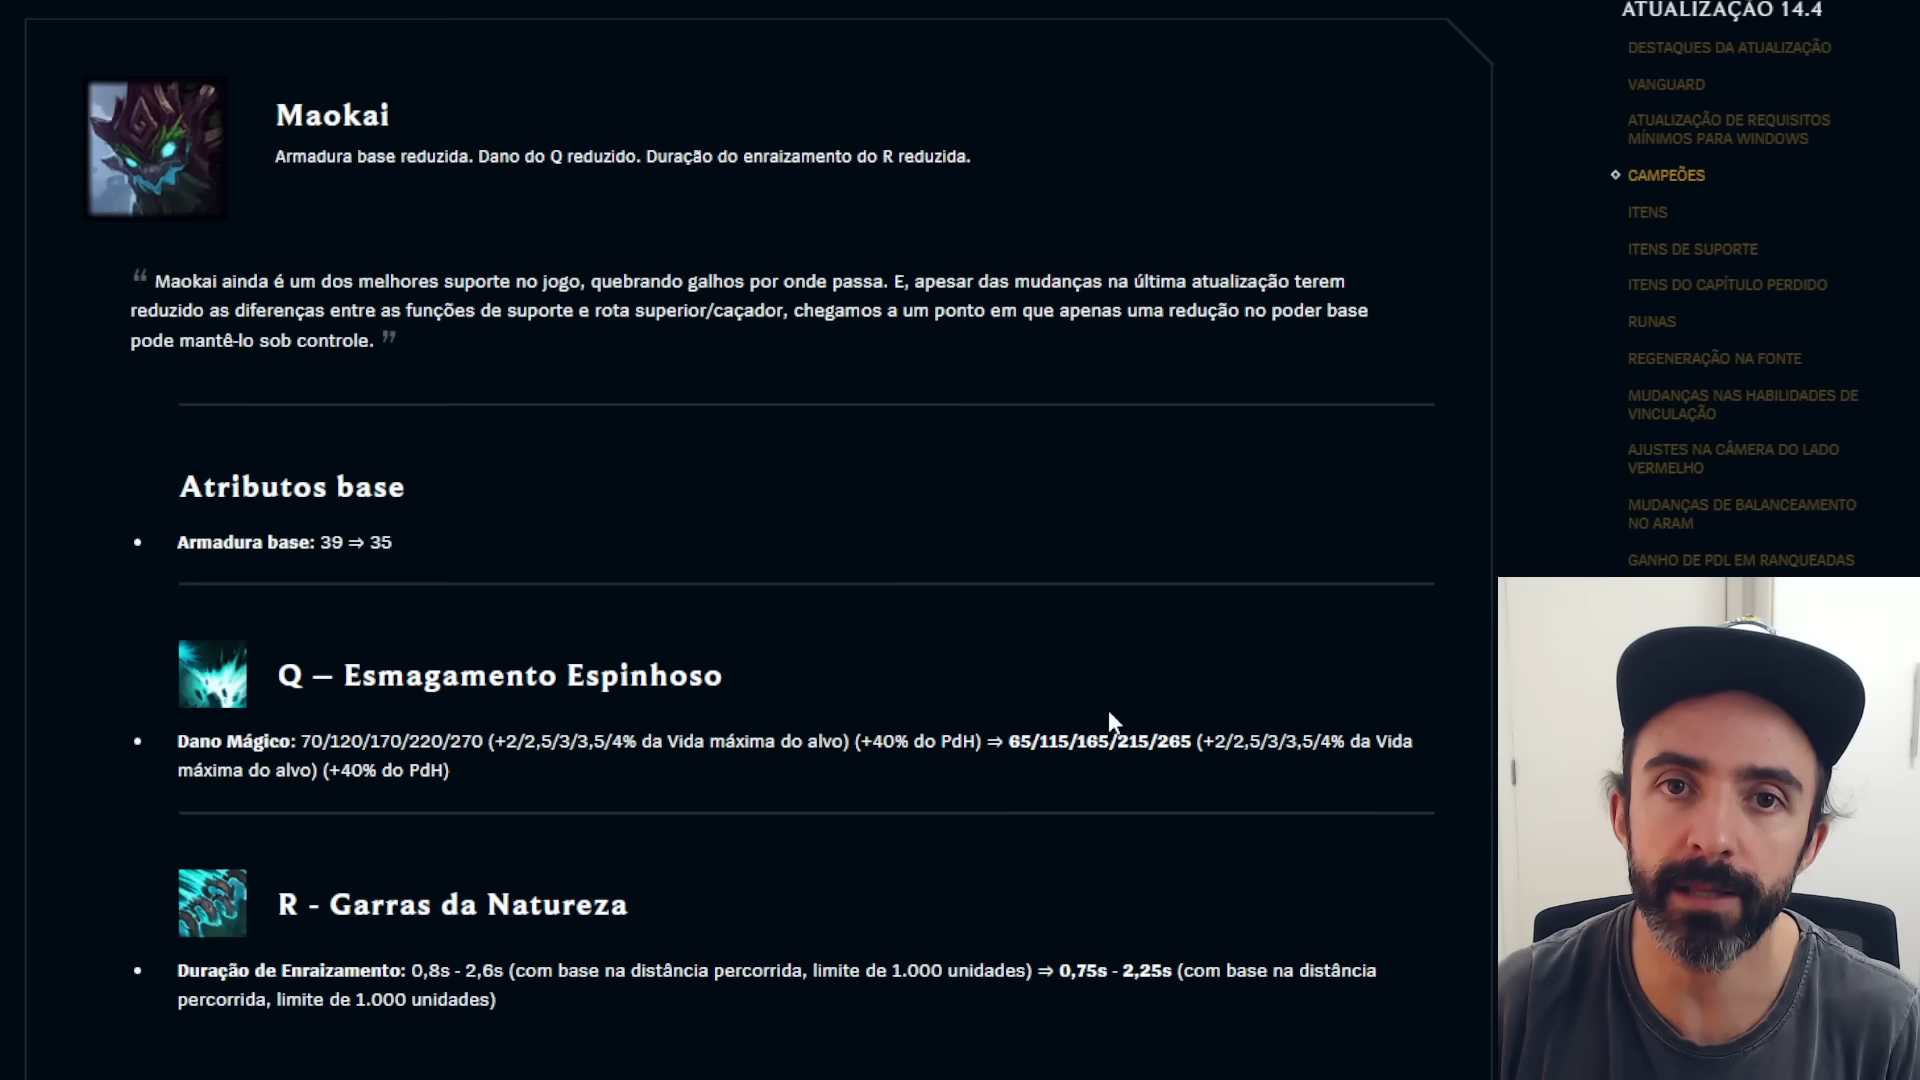 ATUALIZAÇÃO 14.4
DESTAQUES DA ATUALIZAÇÃO
VANGUARD
ATUALIZAÇÃO DE REQUISITOS
MÍNIMOS PARA WINDOWS
CAMPEÕES
ITENS
ITENS DE SUPORTE
ITENS DO CAPÍTULO PERDIDO
RUNAS
REGENERAÇÃO NA FONTE
MUDANÇAS NAS HABILIDADES DE
VINCULAÇÃO
AJUSTES NA CÂMERA DO LADO
VERMELHO
MUDANÇAS DE BALANCEAMENTO
NO ARAM
GANHO DE PDL EM RANQUEADAS
Maokai
Armadura base reduzida. Dano do Q reduzido. Duração do enraizamento do R reduzida.
“ Maokai ainda é um dos melhores suporte no jogo, quebrando galhos por onde passa. E, apesar das mudanças na última atualização terem
reduzido as diferenças entre as funções de suporte e rota superior/caçador, chegamos a um ponto em que apenas uma redução no poder base
pode mantê-lo sob controle. ”
Atributos base
• Armadura base: 39 ⇒ 35
Q – Esmagamento Espinhoso
• Dano Mágico: 70/120/170/220/270 (+2/2,5/3/3,5/4% da Vida máxima do alvo) (+40% do PdH) ⇒ 65/115/165/215/265 (+2/2,5/3/3,5/4% da Vida
máxima do alvo) (+40% do PdH)
R - Garras da Natureza
• Duração de Enraizamento: 0,8s - 2,6s (com base na distância percorrida, limite de 1.000 unidades) ⇒ 0,75s - 2,25s (com base na distância
percorrida, limite de 1.000 unidades)